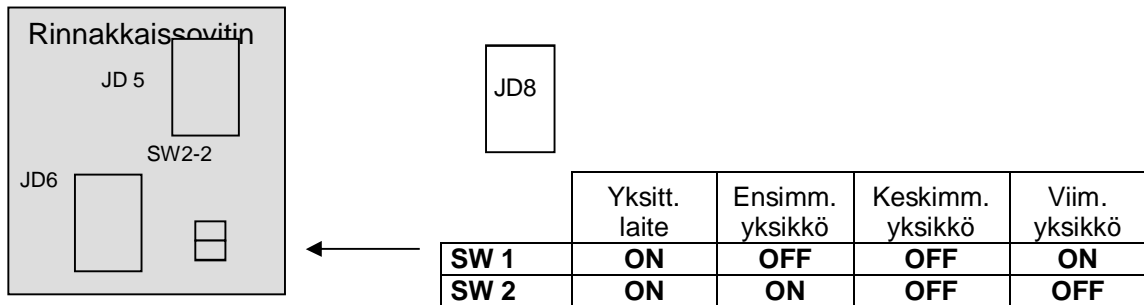 Rinnakkaissovitin
JD 5
JD8
SW2-2
JD6
Yksitt. laite Ensimm. yksikkö Keskimm. yksikkö Viim. yksikkö
SW 1 ON OFF OFF ON
SW 2 ON ON OFF OFF